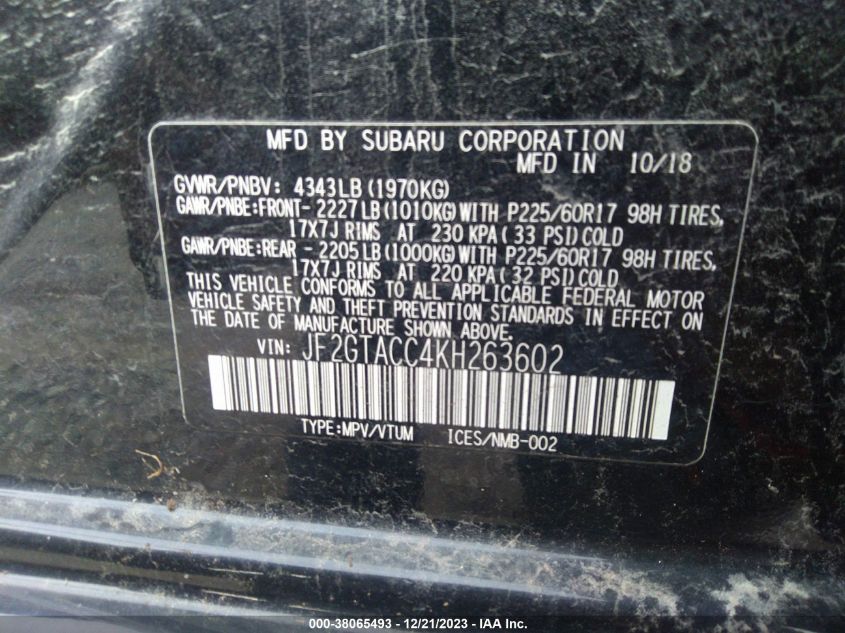 MFD BY SUBARU CORPORATION
MFD IN 10/18
GVWR/PNBV: 4343LB (1970KG)
GAWR/PNBE:FRONT- 2227 LB (1010KG) WITH P225/60R17 98H TIRES,
17X7J RIMS AT 230 KPA (33 PSI) COLD
GAWR/PNBE:REAR - 2205 LB (1000KG) WITH P225/60R17 98H TIRES,
17X7J RIMS AT 220 KPA (32 PSI) COLD
THIS VEHICLE CONFORMS TO ALL APPLICABLE FEDERAL MOTOR
VEHICLE SAFETY AND THEFT PREVENTION STANDARDS IN EFFECT ON
THE DATE OF MANUFACTURE SHOWN ABOVE.
VIN: JF2GTACC4KH263602
TYPE:MPV/VTUM ICES/NMB-002
000-38065493 - 12/21/2023 - IAA Inc.